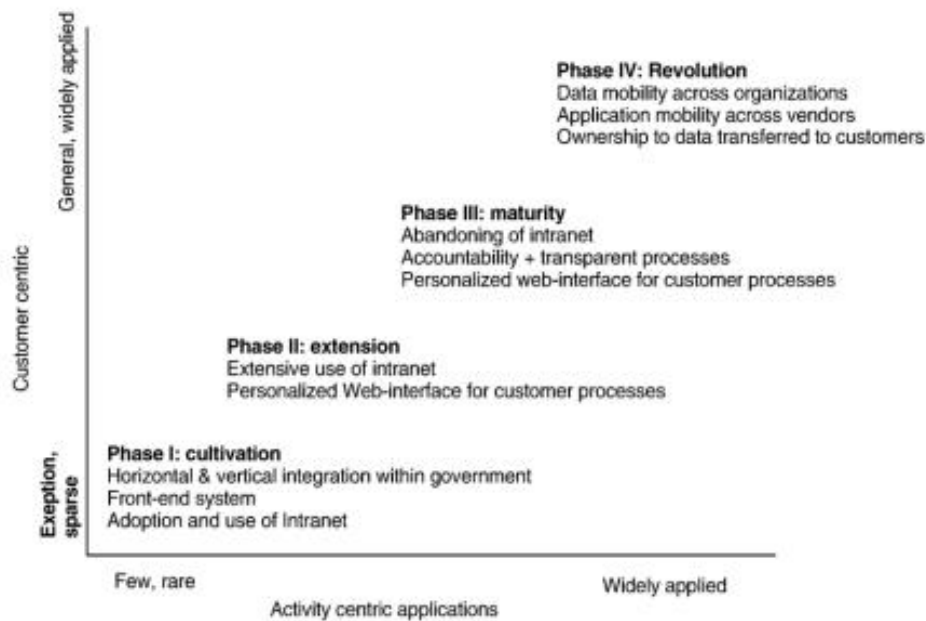 General, widely applied
Customer centric
Exeption,
sparse
Phase IV: Revolution
Data mobility across organizations
Application mobility across vendors
Ownership to data transferred to customers
Phase III: maturity
Abandoning of intranet
Accountability + transparent processes
Personalized web-interface for customer processes
Phase II: extension
Extensive use of intranet
Personalized Web-interface for customer processes
Phase I: cultivation
Horizontal & vertical integration within government
Front-end system
Adoption and use of Intranet
Few, rare
Widely applied
Activity centric applications